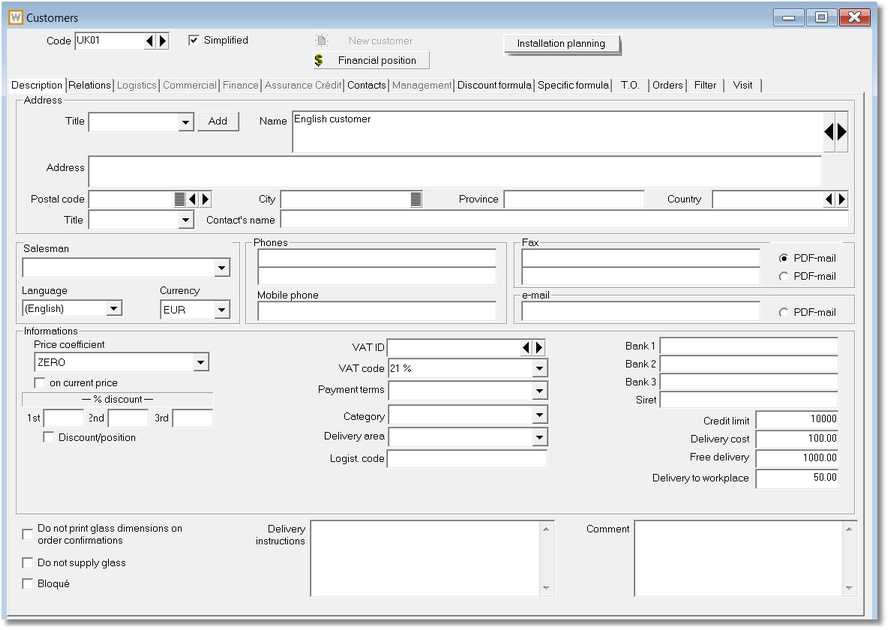 Customers
Code UK01 Simplified New customer Installation planning
$ Financial position
Description Relations Logistics Commercial Finance Assurance Crédit Contacts Management Discount formula Specific formula T.O. Orders Filter Visit
Address
Title Add Name English customer
Address
Postal code City Province Country
Title Contact's name
Salesman Phones Fax
PDF-mail
PDF-mail
Language Currency Mobile phone e-mail
(English) EUR PDF-mail
Informations
Price coefficient VAT ID Bank 1
ZERO VAT code 21 % Bank 2
on current price Payment terms Bank 3
— % discount — Siret
1st 2nd 3rd Category Credit limit 10000
Discount/position Delivery area Delivery cost 100.00
Logist. code Free delivery 1000.00
Delivery to workplace 50.00
Do not print glass dimensions on
order confirmations
Delivery
instructions
Comment
Do not supply glass
Bloqué